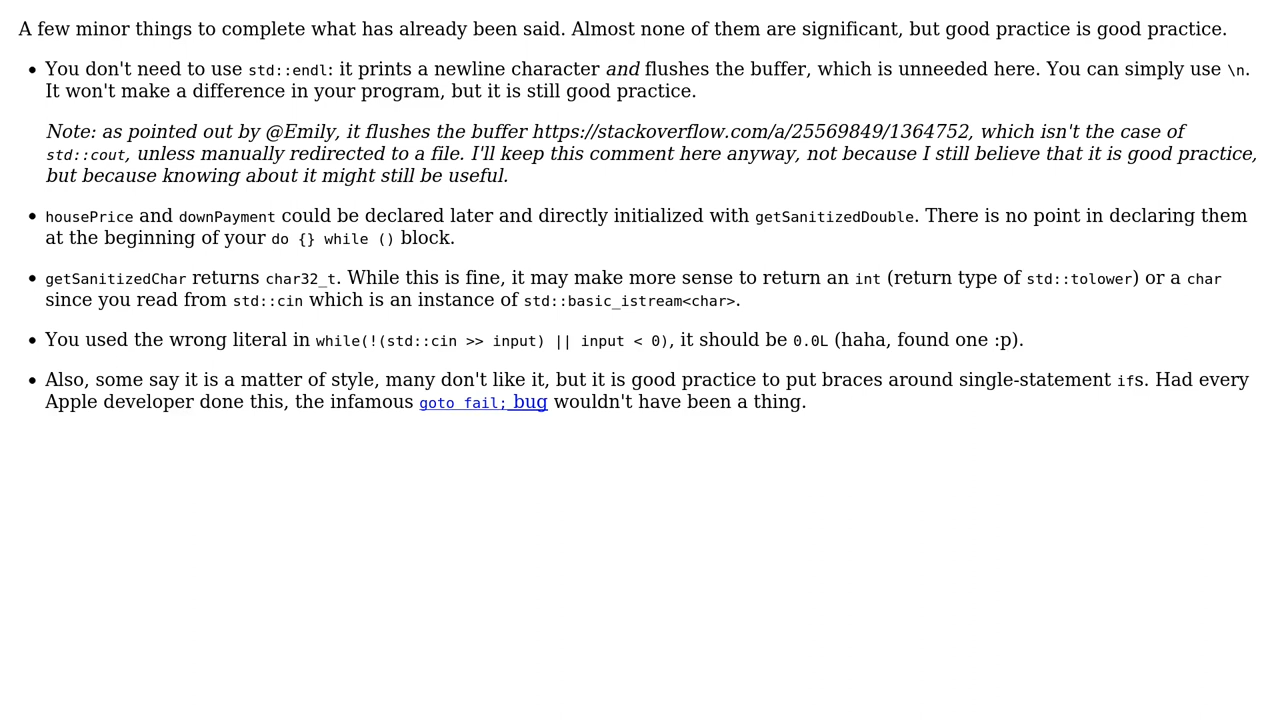 A few minor things to complete what has already been said. Almost none of them are significant, but good practice is good practice.
• You don't need to use std::endl: it prints a newline character and flushes the buffer, which is unneeded here. You can simply use \n.
It won't make a difference in your program, but it is still good practice.
Note: as pointed out by @Emily, it flushes the buffer https://stackoverflow.com/a/25569849/1364752, which isn't the case of
std::cout, unless manually redirected to a file. I'll keep this comment here anyway, not because I still believe that it is good practice,
but because knowing about it might still be useful.
• housePrice and downPayment could be declared later and directly initialized with getSanitizedDouble. There is no point in declaring them
at the beginning of your do {} while () block.
• getSanitizedChar returns char32_t. While this is fine, it may make more sense to return an int (return type of std::tolower) or a char
since you read from std::cin which is an instance of std::basic_istream<char>.
• You used the wrong literal in while(!(std::cin >> input) || input < 0), it should be 0.0L (haha, found one :p).
• Also, some say it is a matter of style, many don't like it, but it is good practice to put braces around single-statement ifs. Had every
Apple developer done this, the infamous goto fail; bug wouldn't have been a thing.